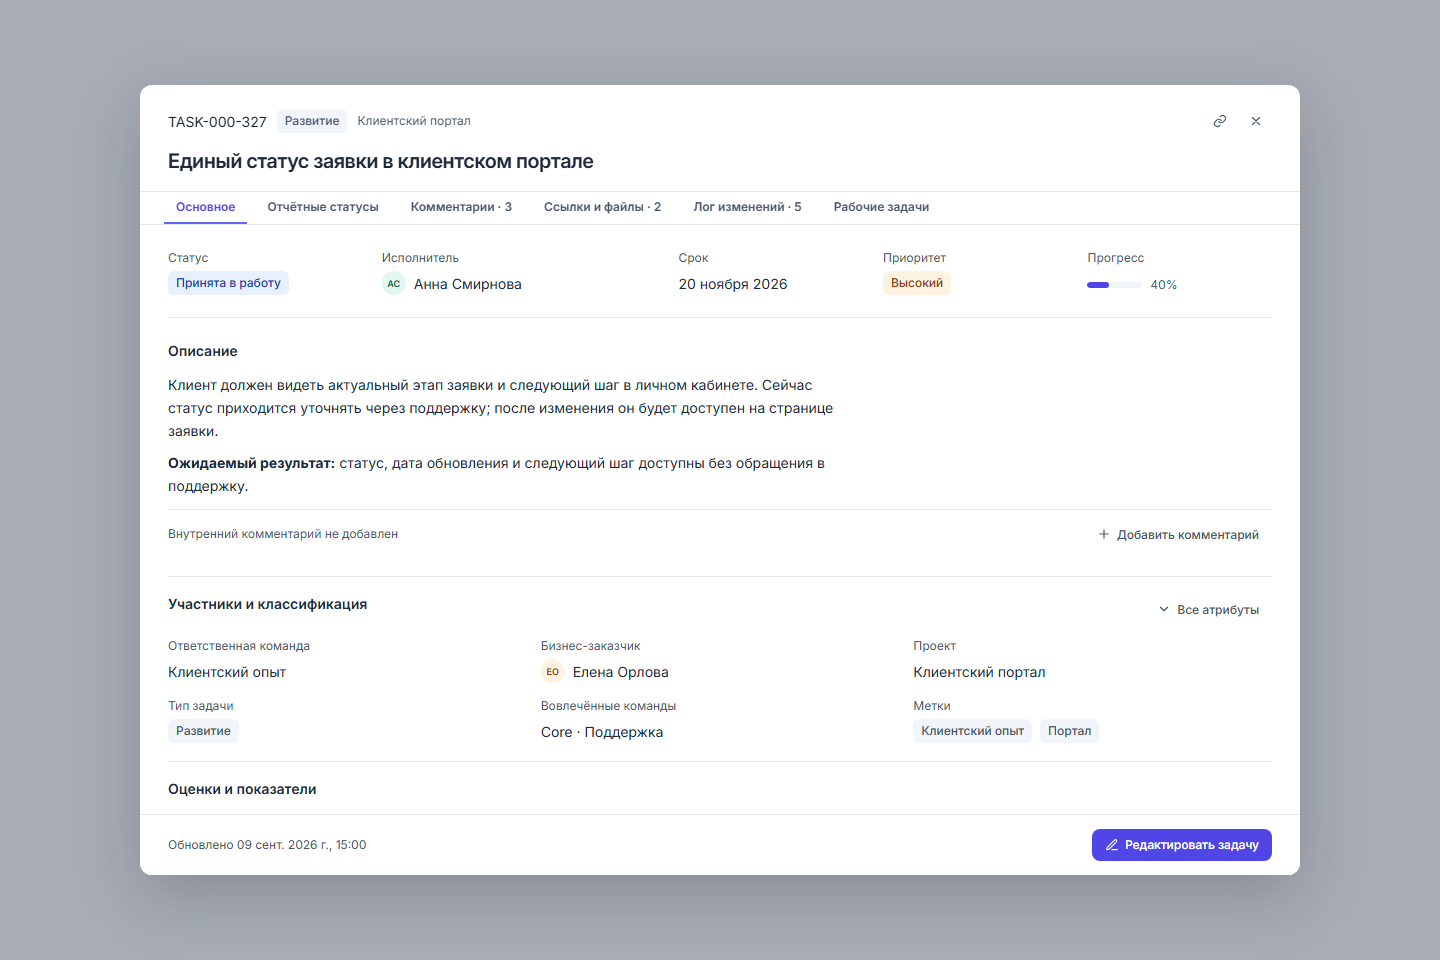 TASK-000-327 Развитие Клиентский портал
Единый статус заявки в клиентском портале
Основное Отчётные статусы Комментарии · 3 Ссылки и файлы · 2 Лог изменений · 5 Рабочие задачи
Статус Исполнитель Срок Приоритет Прогресс
Принята в работу АС Анна Смирнова 20 ноября 2026 Высокий 40%
Описание
Клиент должен видеть актуальный этап заявки и следующий шаг в личном кабинете. Сейчас
статус приходится уточнять через поддержку; после изменения он будет доступен на странице
заявки.
Ожидаемый результат: статус, дата обновления и следующий шаг доступны без обращения в
поддержку.
Внутренний комментарий не добавлен Добавить комментарий
Участники и классификация Все атрибуты
Ответственная команда Бизнес-заказчик Проект
Клиентский опыт ЕО Елена Орлова Клиентский портал
Тип задачи Вовлечённые команды Метки
Развитие Core · Поддержка Клиентский опыт Портал
Оценки и показатели
Обновлено 09 сент. 2026 г., 15:00 Редактировать задачу